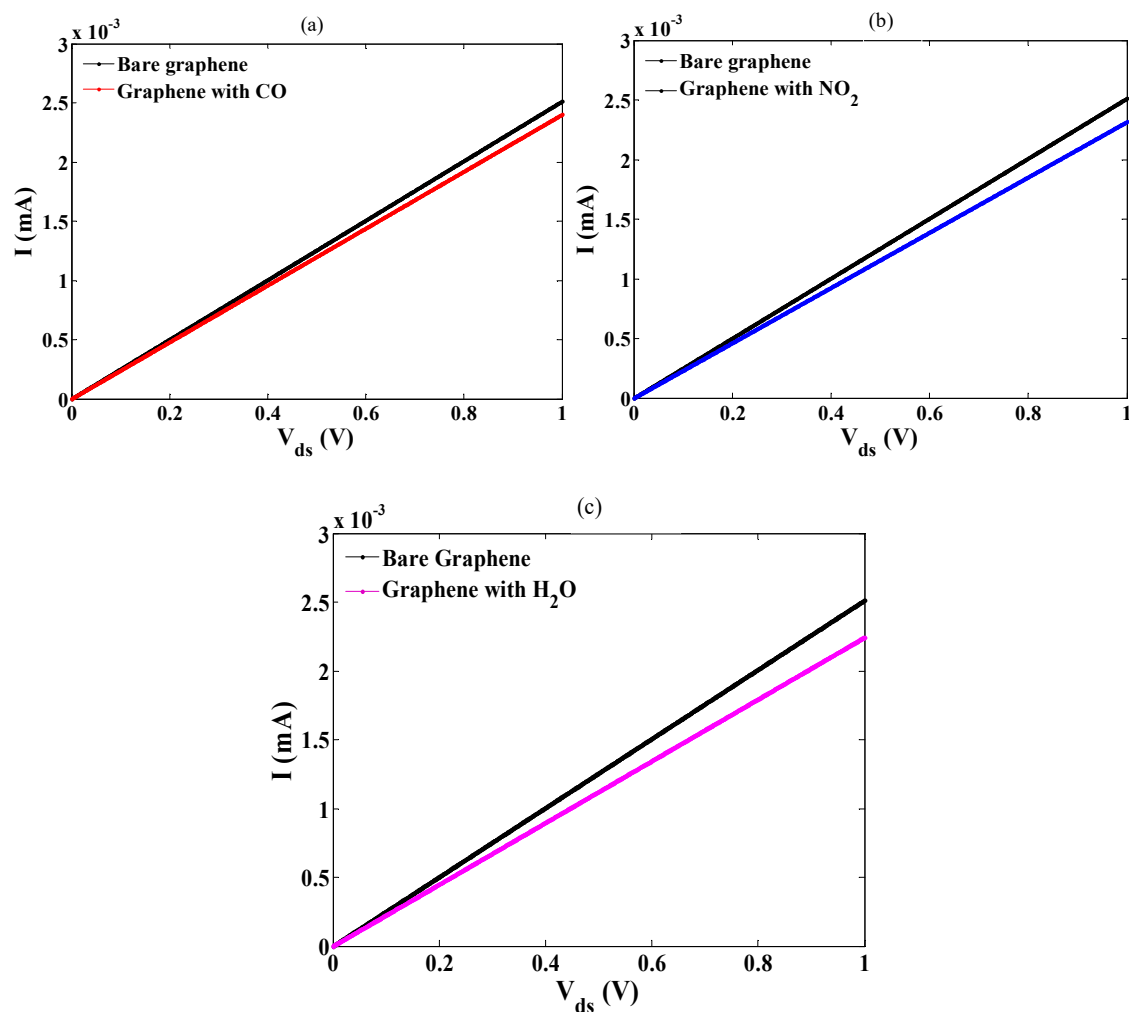 (a)
x 10⁻³
3
Bare graphene
Graphene with CO
2.5
2
1.5
1
0.5
0
I (mA)
0 0.2 0.4 0.6 0.8 1
V_ds (V)
(b)
x 10⁻³
3
Bare graphene
Graphene with NO₂
2.5
2
1.5
1
0.5
0
I (mA)
0 0.2 0.4 0.6 0.8 1
V_ds (V)
(c)
x 10⁻³
3
Bare Graphene
Graphene with H₂O
2.5
2
1.5
1
0.5
0
I (mA)
0 0.2 0.4 0.6 0.8 1
V_ds (V)